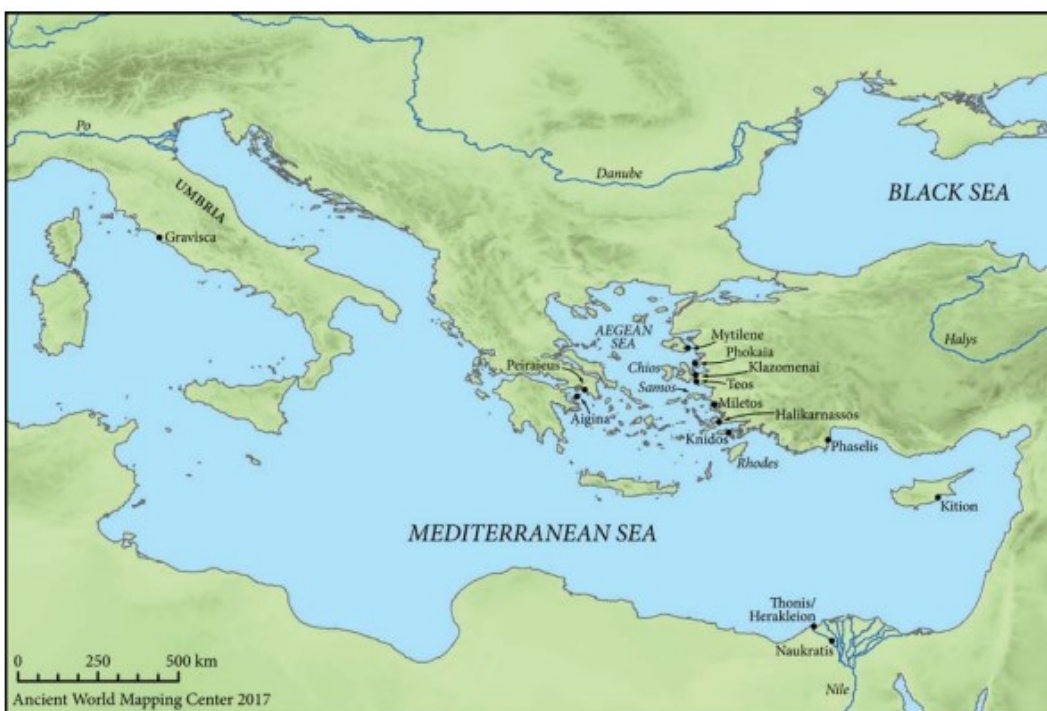 Po
UMBRIA
Gravisca
Danube
BLACK SEA
Halys
AEGEAN
SEA
Mytilene
Phokaia
Chios
Klazomenai
Peiraieus
Samos
Teos
Miletos
Aigina
Halikarnassos
Knidos
Phaselis
Rhodes
Kition
MEDITERRANEAN SEA
Thonis/
Herakleion
Naukratis
Nile
0 250 500 km
Ancient World Mapping Center 2017